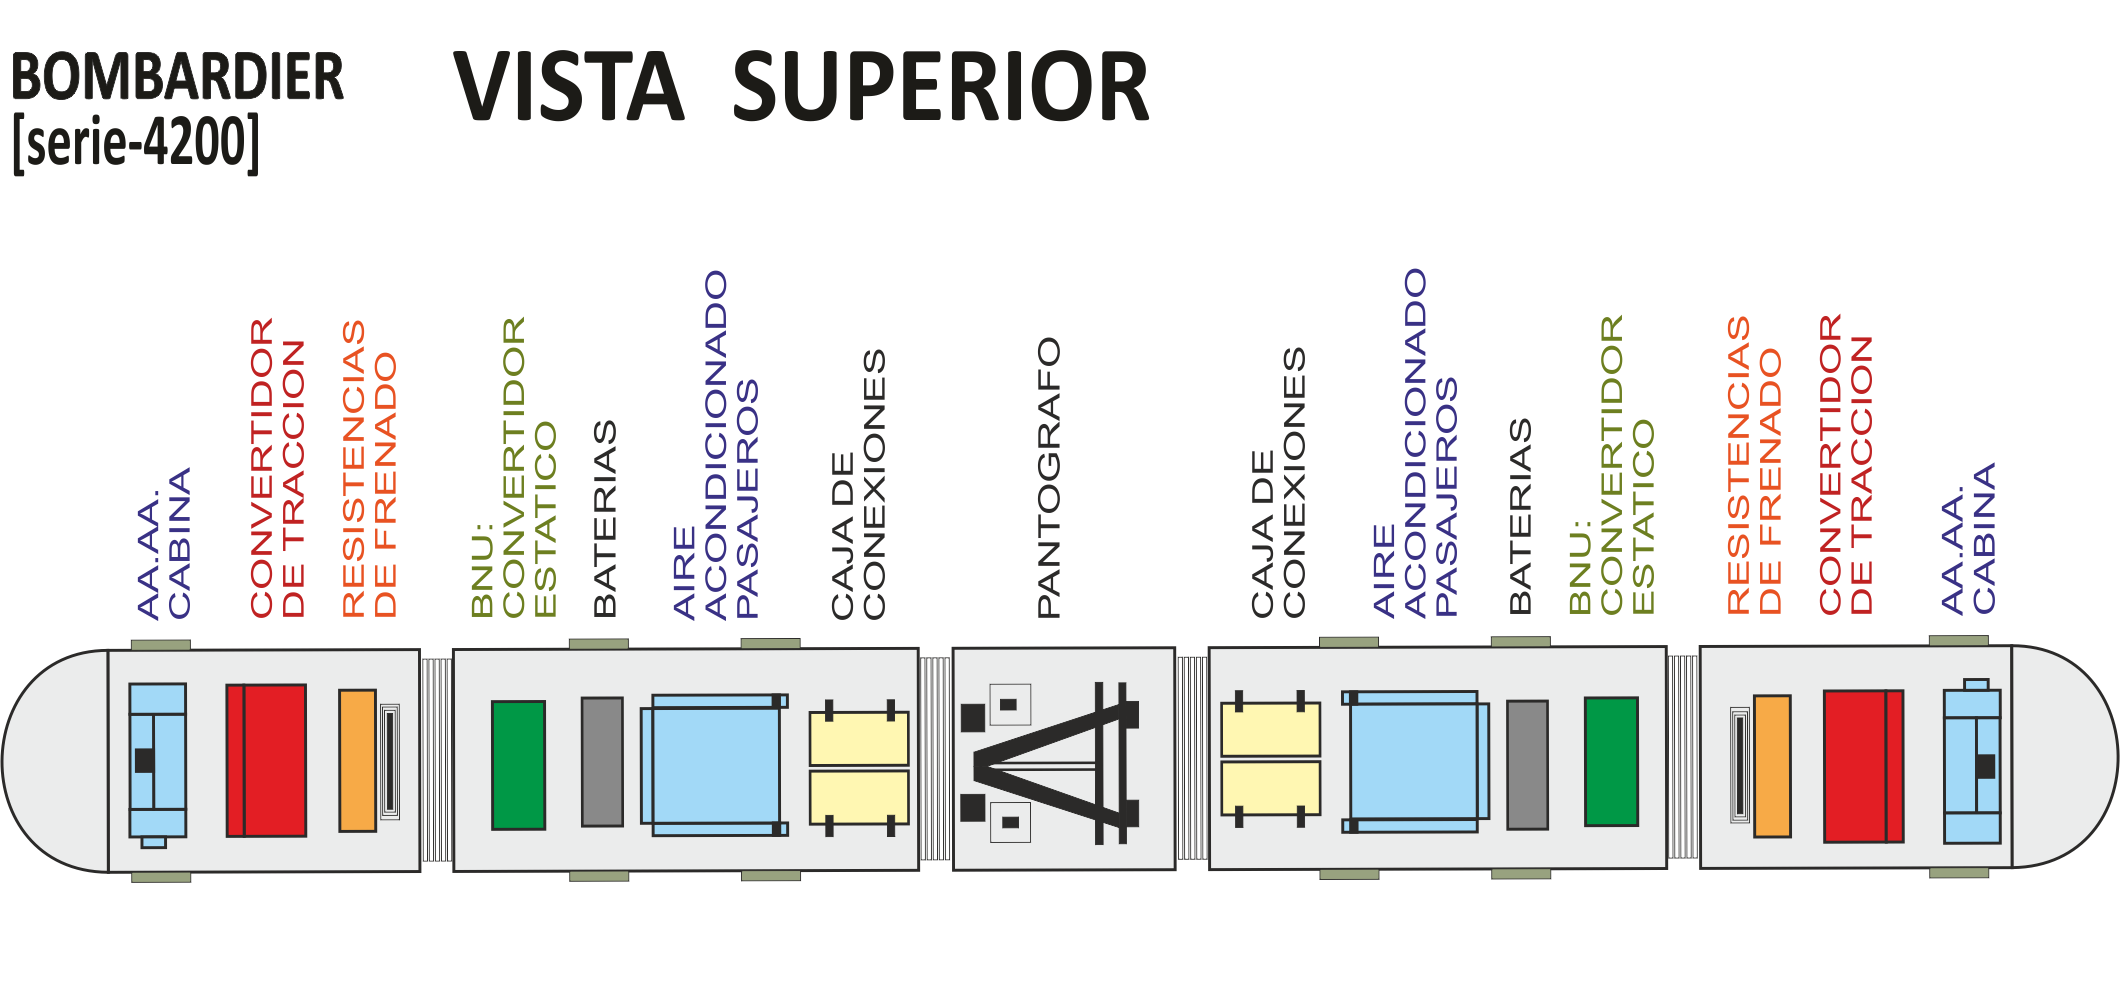 BOMBARDIER
[serie-4200]
VISTA SUPERIOR
AA.AA.
CABINA
CONVERTIDOR
DE TRACCION
RESISTENCIAS
DE FRENADO
BNU:
CONVERTIDOR
ESTATICO
BATERIAS
AIRE
ACONDICIONADO
PASAJEROS
CAJA DE
CONEXIONES
PANTOGRAFO
CAJA DE
CONEXIONES
AIRE
ACONDICIONADO
PASAJEROS
BATERIAS
BNU:
CONVERTIDOR
ESTATICO
RESISTENCIAS
DE FRENADO
CONVERTIDOR
DE TRACCION
AA.AA.
CABINA